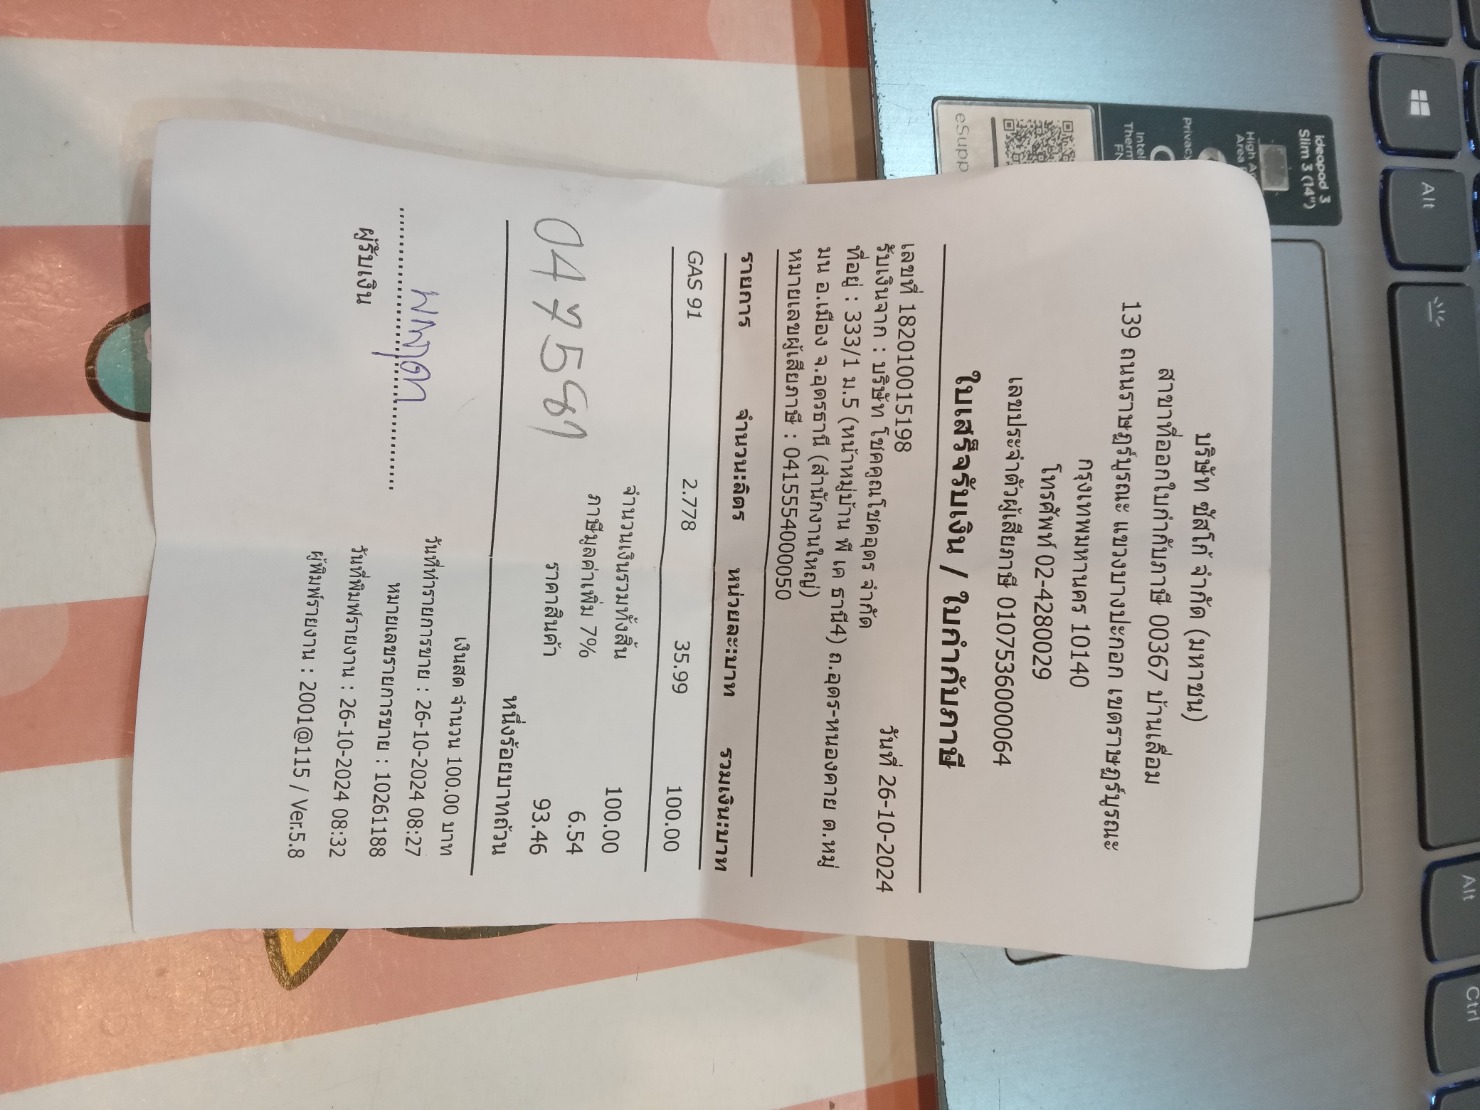 บริษัท ซัสโก้ จำกัด (มหาชน)
สาขาที่ออกใบกำกับภาษี 00367 บ้านเลื่อม
139 ถนนราษฎร์บูรณะ แขวงบางปะกอก เขตราษฎร์บูรณะ
กรุงเทพมหานคร 10140
โทรศัพท์ 02-4280029
เลขประจำตัวผู้เสียภาษี 0107536000064
ใบเสร็จรับเงิน / ใบกำกับภาษี
เลขที่ 182010015198 วันที่ 26-10-2024
รับเงินจาก : บริษัท โชคคูณโชคอุดร จำกัด
ที่อยู่ : 333/1 ม.5 (หน้าหมู่บ้าน พี เค ธานี4) ถ.อุดร-หนองคาย ต.หมู่
มน อ.เมือง จ.อุดรธานี (สำนักงานใหญ่)
หมายเลขผู้เสียภาษี : 0415554000050
รายการ จำนวน:ลิตร หน่วยละ:บาท รวมเงิน:บาท
GAS 91 2.778 35.99 100.00
จำนวนเงินรวมทั้งสิ้น 100.00
ภาษีมูลค่าเพิ่ม 7% 6.54
ราคาสินค้า 93.46
หนึ่งร้อยบาทถ้วน
เงินสด จำนวน 100.00 บาท
วันที่ทำรายการขาย : 26-10-2024 08:27
หมายเลขรายการขาย : 10261188
วันที่พิมพ์รายงาน : 26-10-2024 08:32
ผู้พิมพ์รายงาน : 2001@115 / Ver.5.8
ผู้รับเงิน
ideapad 3
Slim 3 (14")
Alt
Alt
Ctrl